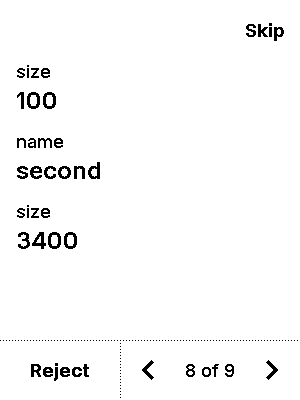 Skip
size
100
name
second
size
3400
Reject
8 of 9